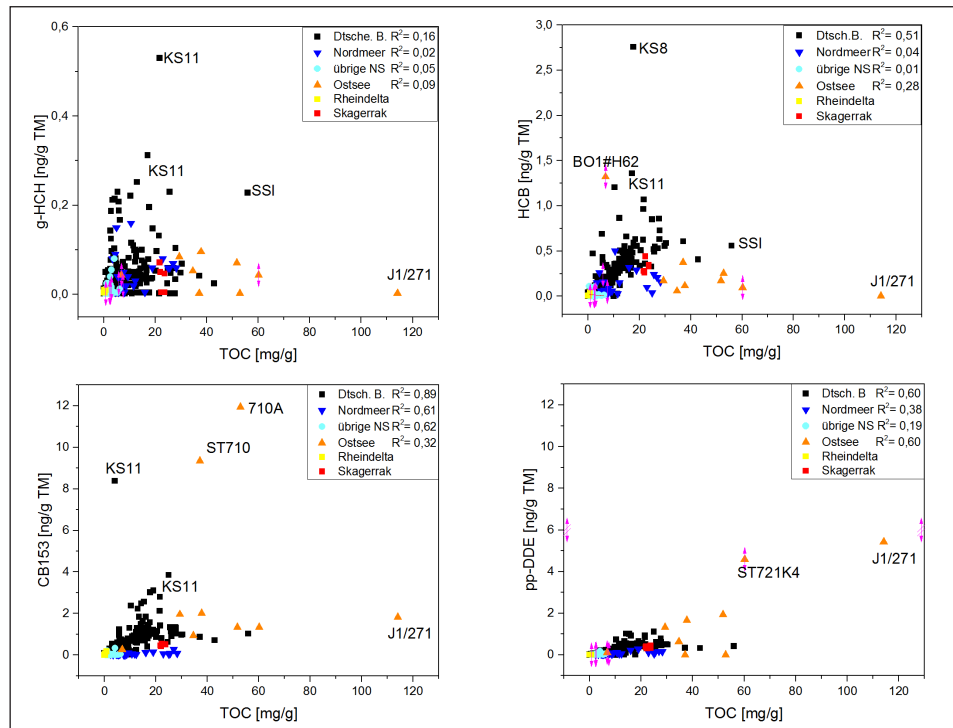 0,6
0,4
0,2
0,0
g-HCH [ng/g TM]
KS11
KS11
SSI
J1/271
Dtsche. B. R²= 0,16
Nordmeer R²= 0,02
übrige NS R²= 0,05
Ostsee R²= 0,09
Rheindelta
Skagerrak
0 20 40 60 80 100 120
TOC [mg/g]
3,0
2,5
2,0
1,5
1,0
0,5
0,0
HCB [ng/g TM]
KS8
BO1#H62
KS11
SSI
J1/271
Dtsch.B. R²= 0,51
Nordmeer R²= 0,04
übrige NS R²= 0,01
Ostsee R²= 0,28
Rheindelta
Skagerrak
0 20 40 60 80 100 120
TOC [mg/g]
12
10
8
6
4
2
0
CB153 [ng/g TM]
710A
ST710
KS11
KS11
J1/271
Dtsch. B. R²= 0,89
Nordmeer R²= 0,61
übrige NS R²= 0,62
Ostsee R²= 0,32
Rheindelta
Skagerrak
0 20 40 60 80 100 120
TOC [mg/g]
12
10
8
6
4
2
0
pp-DDE [ng/g TM]
ST721K4
J1/271
Dtsch. B. R²= 0,60
Nordmeer R²= 0,38
übrige NS R²= 0,19
Ostsee R²= 0,60
Rheindelta
Skagerrak
0 20 40 60 80 100 120
TOC [mg/g]